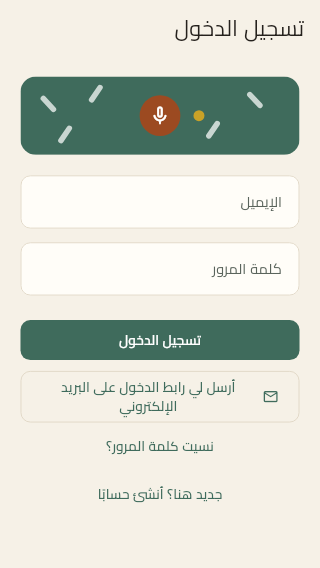 تسجيل الدخول
الإيميل
كلمة المرور
تسجيل الدخول
أرسل لي رابط الدخول على البريد
الإلكتروني
نسيت كلمة المرور؟
جديد هنا؟ أنشئ حسابًا